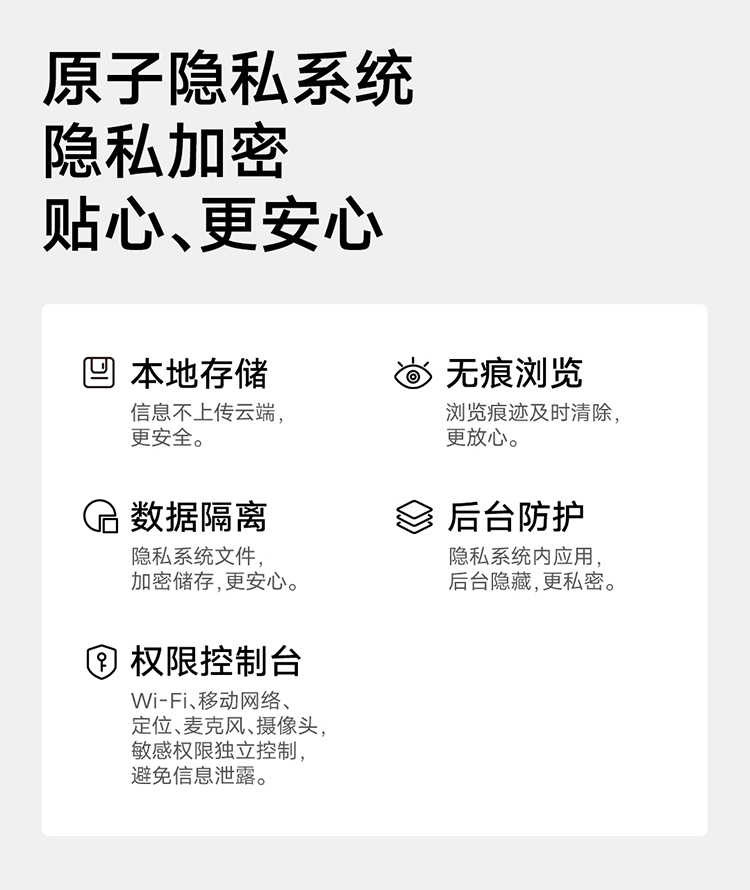 原子隐私系统
隐私加密
贴心、更安心
本地存储
信息不上传云端，
更安全。
无痕浏览
浏览痕迹及时清除，
更放心。
数据隔离
隐私系统文件，
加密储存，更安心。
后台防护
隐私系统内应用，
后台隐藏，更私密。
权限控制台
Wi-Fi、移动网络、
定位、麦克风、摄像头，
敏感权限独立控制，
避免信息泄露。